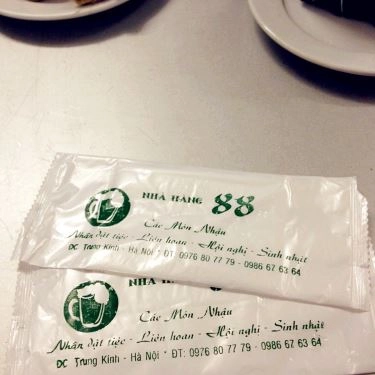 NHÀ HÀNG 88
Các Món Nhậu
Nhận đặt tiệc - Liên hoan - Hội nghị - Sinh nhật
ĐC Trung Kính - Hà Nội * ĐT: 0976 80 77 79 - 0986 67 63 64
Các Món Nhậu
Nhận đặt tiệc - Liên hoan - Hội nghị - Sinh nhật
ĐC Trung Kính - Hà Nội * ĐT: 0976 80 77 79 - 0986 67 63 64